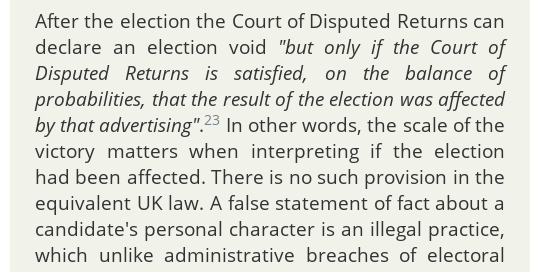 After the election the Court of Disputed Returns can
declare an election void "but only if the Court of
Disputed Returns is satisfied, on the balance of
probabilities, that the result of the election was affected
by that advertising".23 In other words, the scale of the
victory matters when interpreting if the election
had been affected. There is no such provision in the
equivalent UK law. A false statement of fact about a
candidate's personal character is an illegal practice,
which unlike administrative breaches of electoral